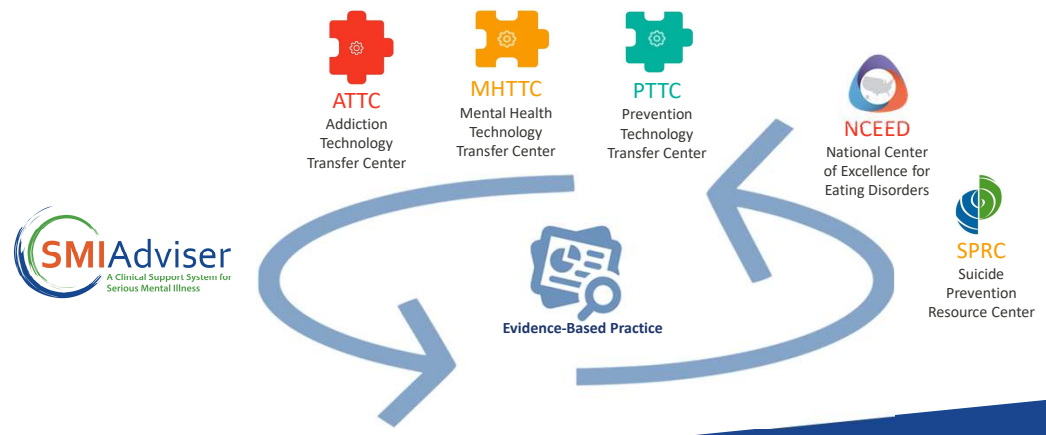 ATTC
Addiction
Technology
Transfer Center
MHTTC
Mental Health
Technology
Transfer Center
PTTC
Prevention
Technology
Transfer Center
NCEED
National Center
of Excellence for
Eating Disorders
SPRC
Suicide
Prevention
Resource Center
SMIAdviser
A Clinical Support System for
Serious Mental Illness
Evidence-Based Practice